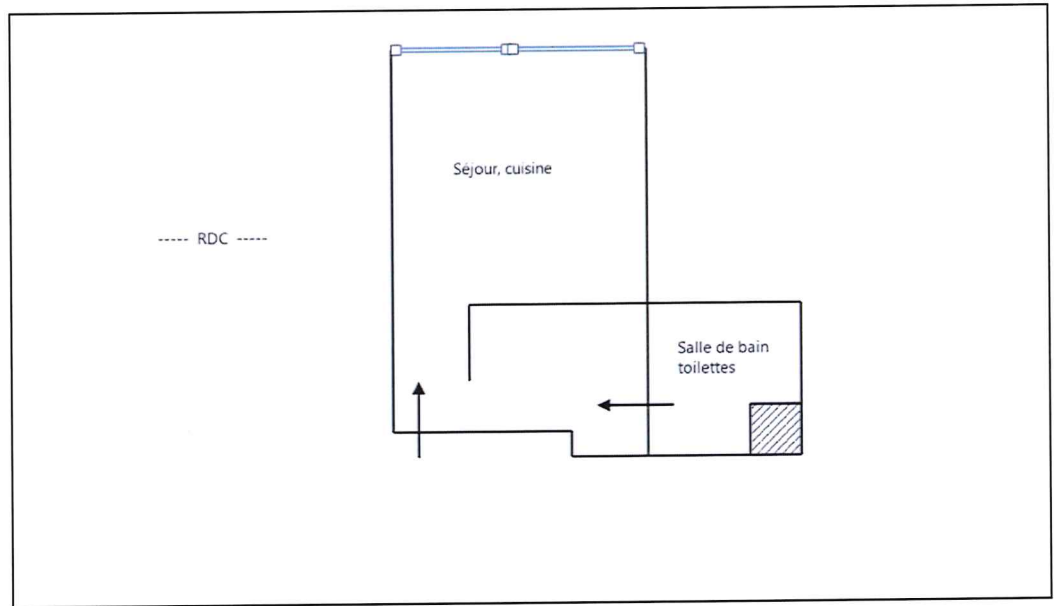 Séjour, cuisine
----- RDC -----
Salle de bain
toilettes